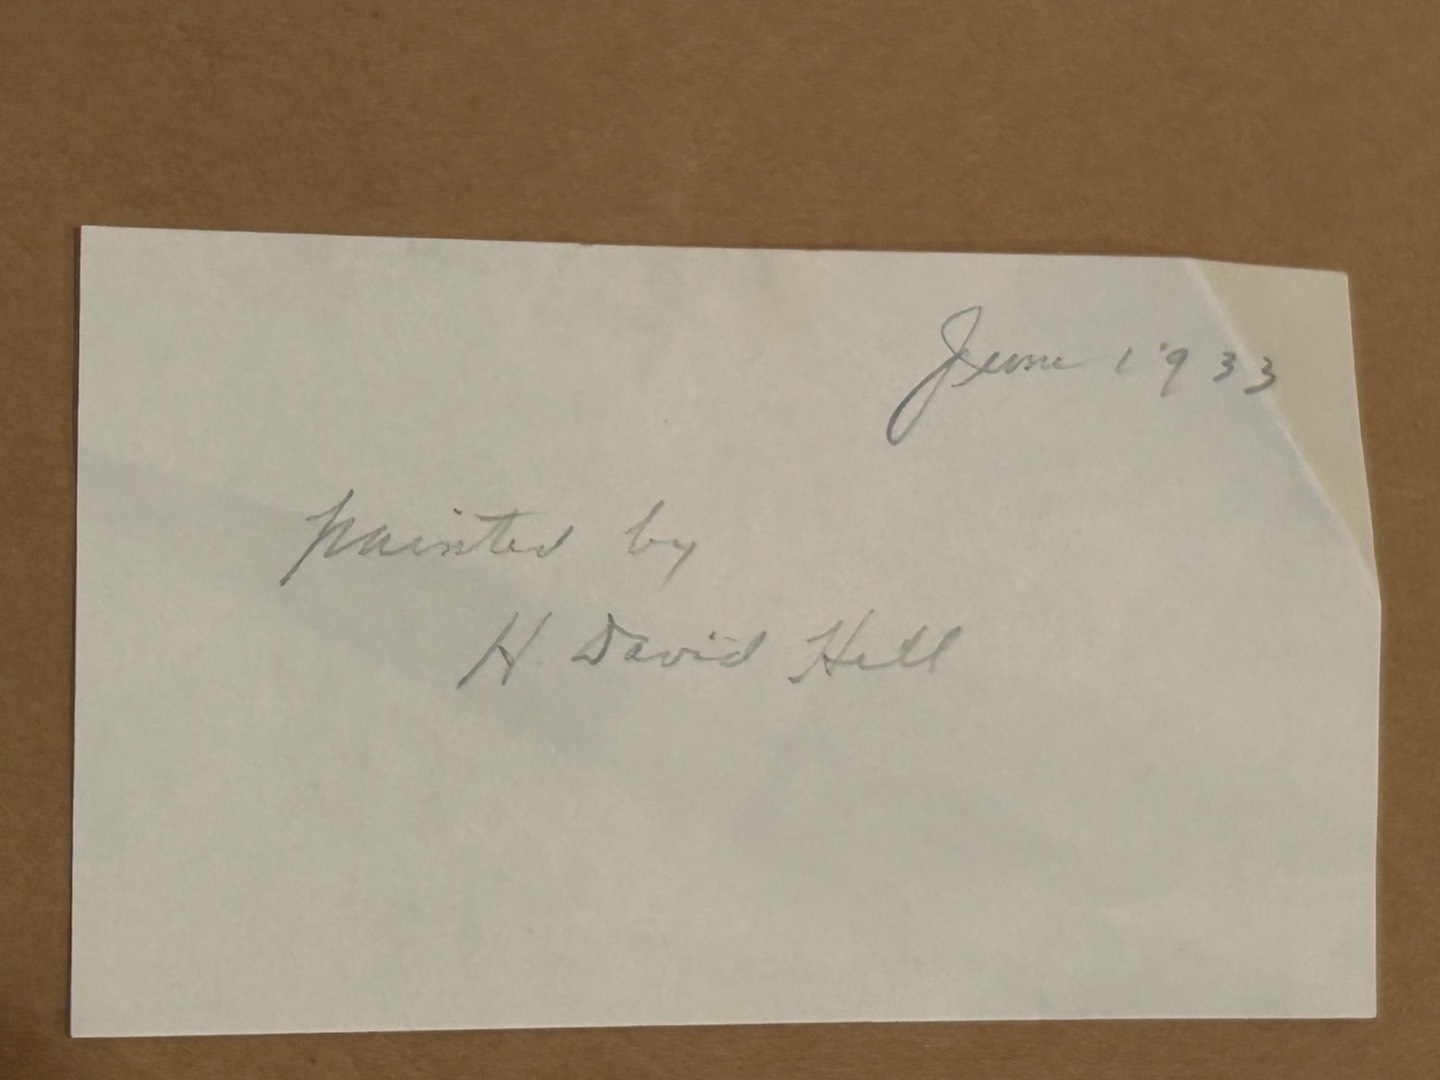 June 1933
painted by
H David Hill